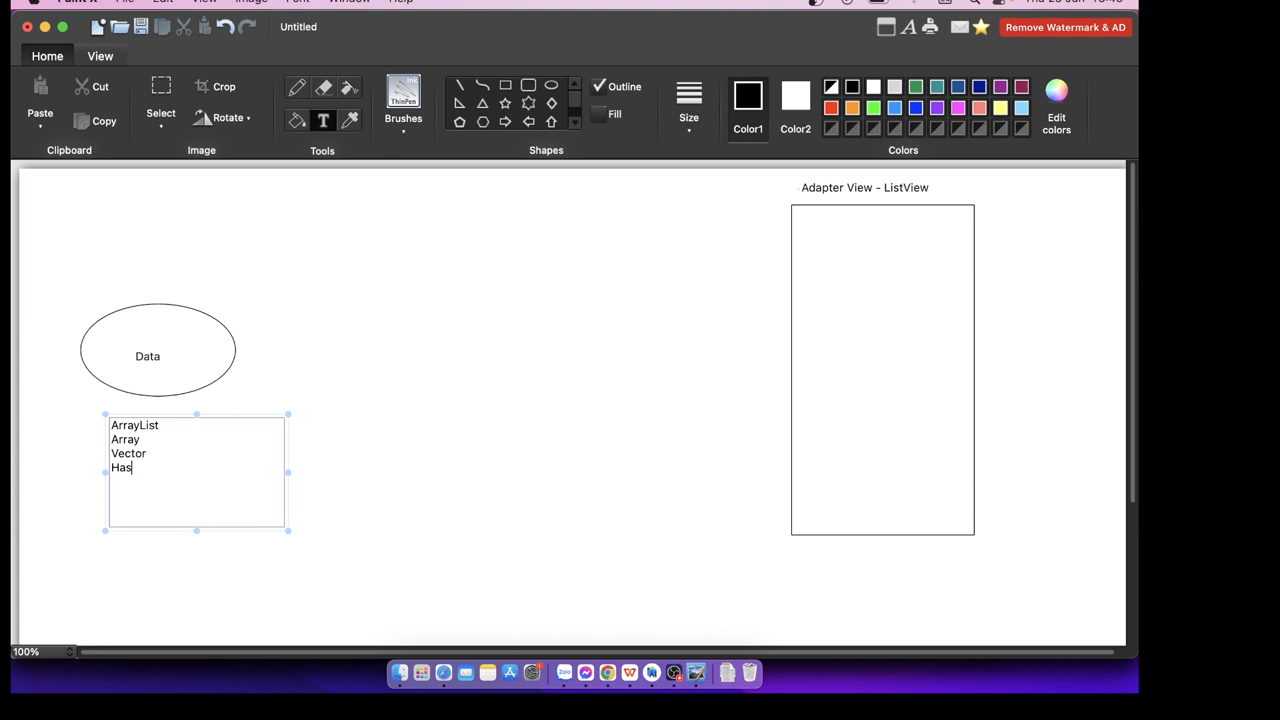 Untitled
Remove Watermark & AD
Home
View
Paste
Cut
Copy
Clipboard
Select
Crop
Rotate
Image
Tools
Brushes
Shapes
Outline
Fill
Size
Color1
Color2
Edit
colors
Colors
Adapter View - ListView
Data
ArrayList
Array
Vector
Has
100%